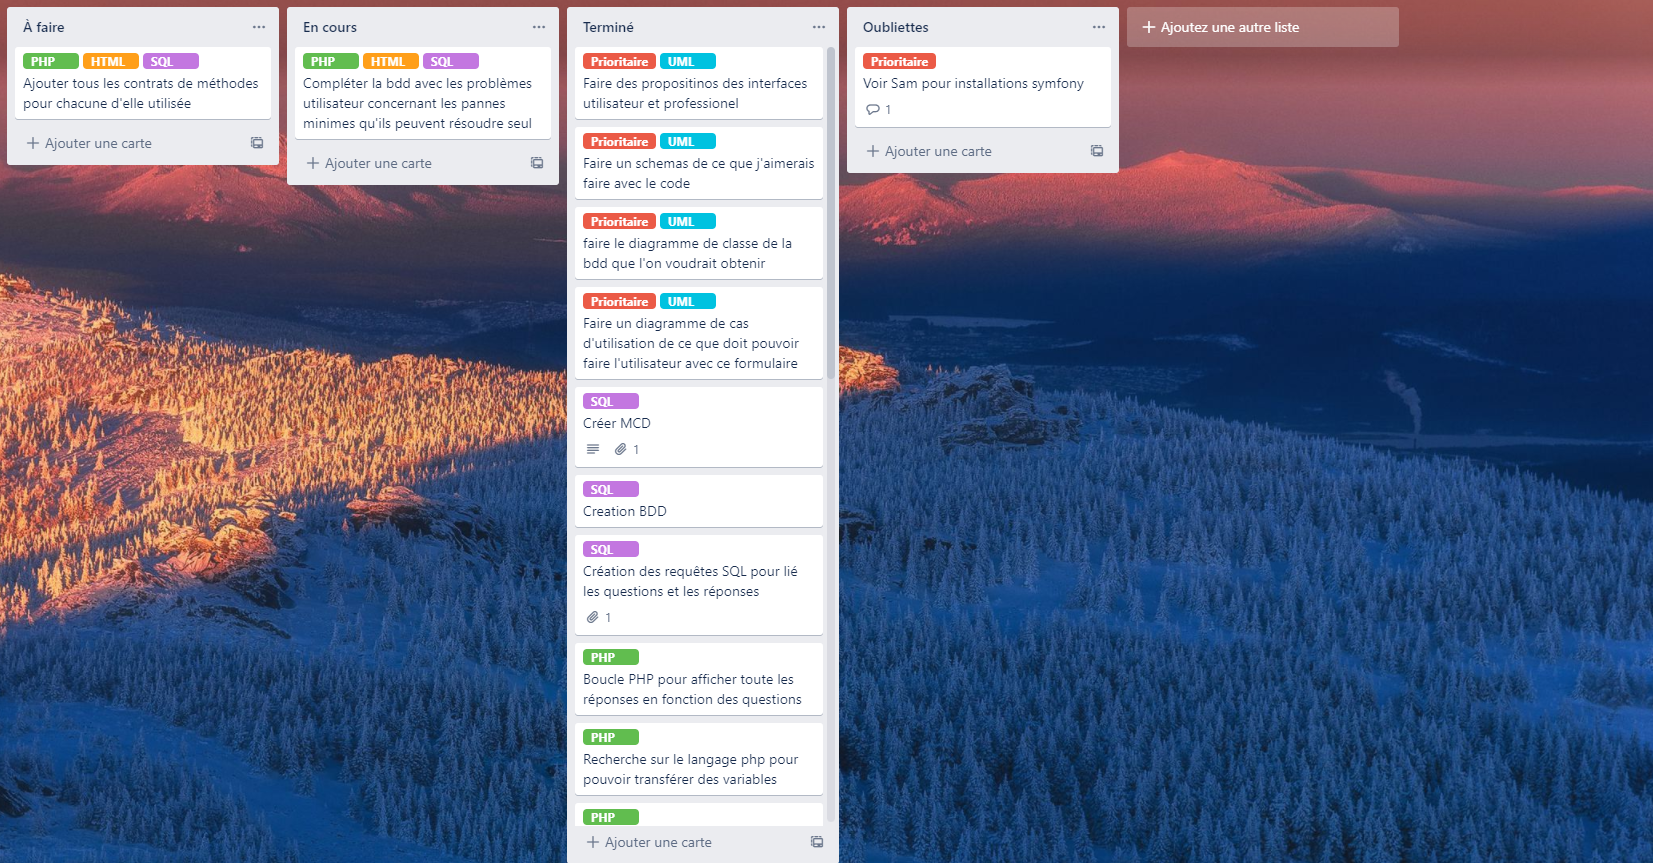 À faire
PHP HTML SQL
Ajouter tous les contrats de méthodes
pour chacune d'elle utilisée
Ajouter une carte
En cours
PHP HTML SQL
Compléter la bdd avec les problèmes
utilisateur concernant les pannes
minimes qu'ils peuvent résoudre seul
Ajouter une carte
Terminé
Prioritaire UML
Faire des propositinos des interfaces
utilisateur et professionel
Prioritaire UML
Faire un schemas de ce que j'aimerais
faire avec le code
Prioritaire UML
faire le diagramme de classe de la
bdd que l'on voudrait obtenir
Prioritaire UML
Faire un diagramme de cas
d'utilisation de ce que doit pouvoir
faire l'utilisateur avec ce formulaire
SQL
Créer MCD
1
SQL
Creation BDD
SQL
Création des requêtes SQL pour lié
les questions et les réponses
1
PHP
Boucle PHP pour afficher toute les
réponses en fonction des questions
PHP
Recherche sur le langage php pour
pouvoir transférer des variables
PHP
Ajouter une carte
Oubliettes
Prioritaire
Voir Sam pour installations symfony
1
Ajouter une carte
Ajoutez une autre liste